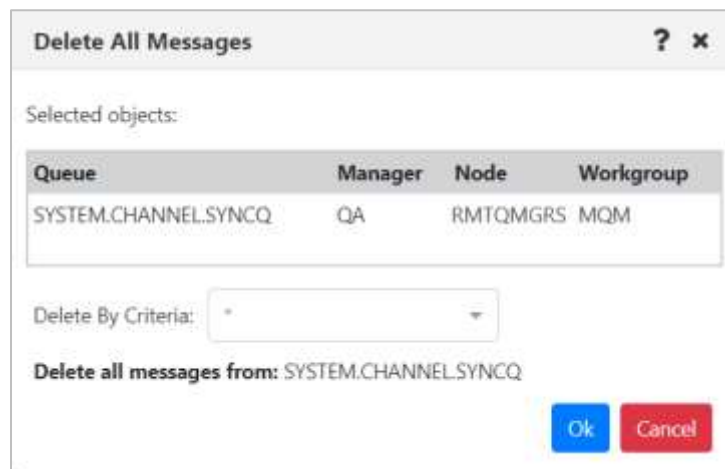 Delete All Messages ? ×
Selected objects:
Queue Manager Node Workgroup
SYSTEM.CHANNEL.SYNCQ QA RMTQMGRS MQM
Delete By Criteria: *
Delete all messages from: SYSTEM.CHANNEL.SYNCQ
Ok Cancel